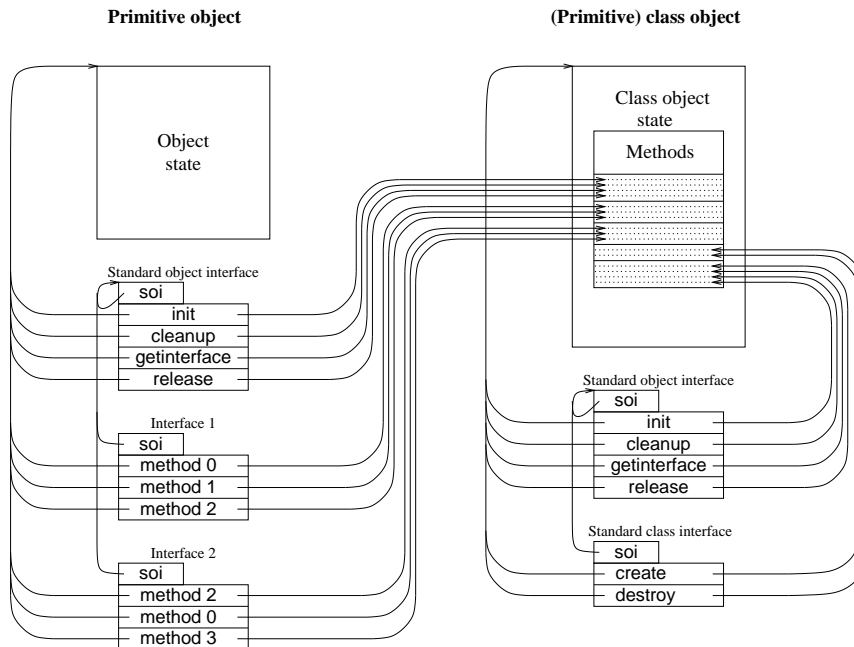 Primitive object
Object
state
Standard object interface
soi
init
cleanup
getinterface
release
Interface 1
soi
method 0
method 1
method 2
Interface 2
soi
method 2
method 0
method 3
(Primitive) class object
Class object
state
Methods
Standard object interface
soi
init
cleanup
getinterface
release
Standard class interface
soi
create
destroy